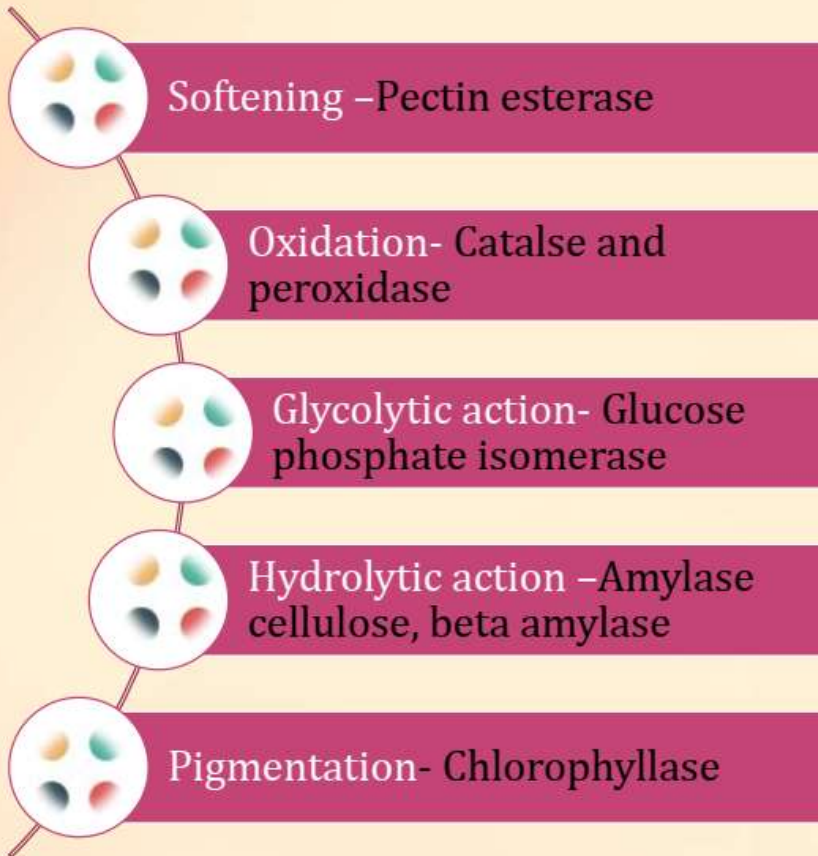 Softening –Pectin esterase
Oxidation- Catalse and
peroxidase
Glycolytic action- Glucose
phosphate isomerase
Hydrolytic action –Amylase
cellulose, beta amylase
Pigmentation- Chlorophyllase